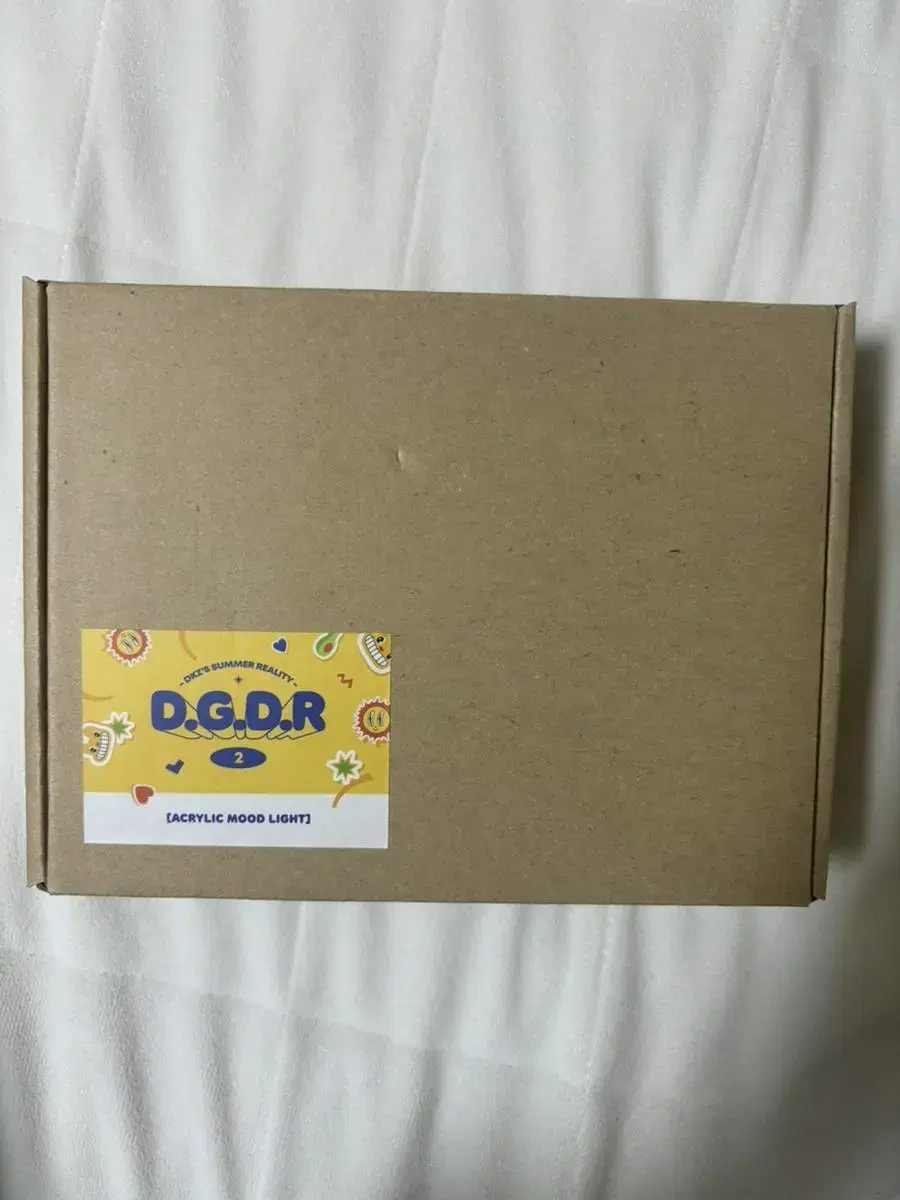 -DKZ'S SUMMER REALITY-
D.G.D.R
2
[ACRYLIC MOOD LIGHT]